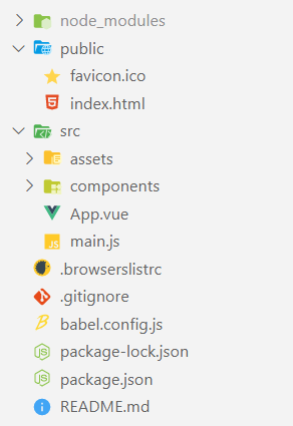 node_modules
public
favicon.ico
index.html
src
assets
components
App.vue
main.js
.browserslistrc
.gitignore
babel.config.js
package-lock.json
package.json
README.md